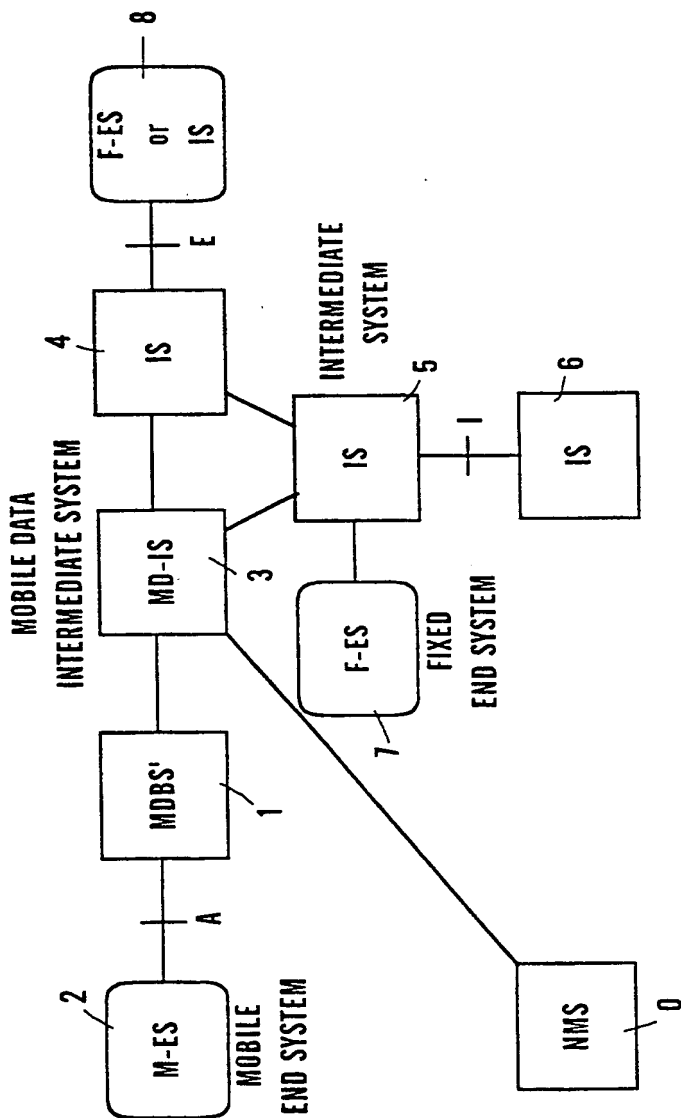 MOBILE DATA
INTERMEDIATE SYSTEM
2
M-ES
MOBILE
END SYSTEM
A
MDBS'
1
MD-IS
3
4
IS
E
F-ES
or
IS
8
INTERMEDIATE
SYSTEM
5
IS
7
F-ES
FIXED
END SYSTEM
I
6
IS
NMS
0